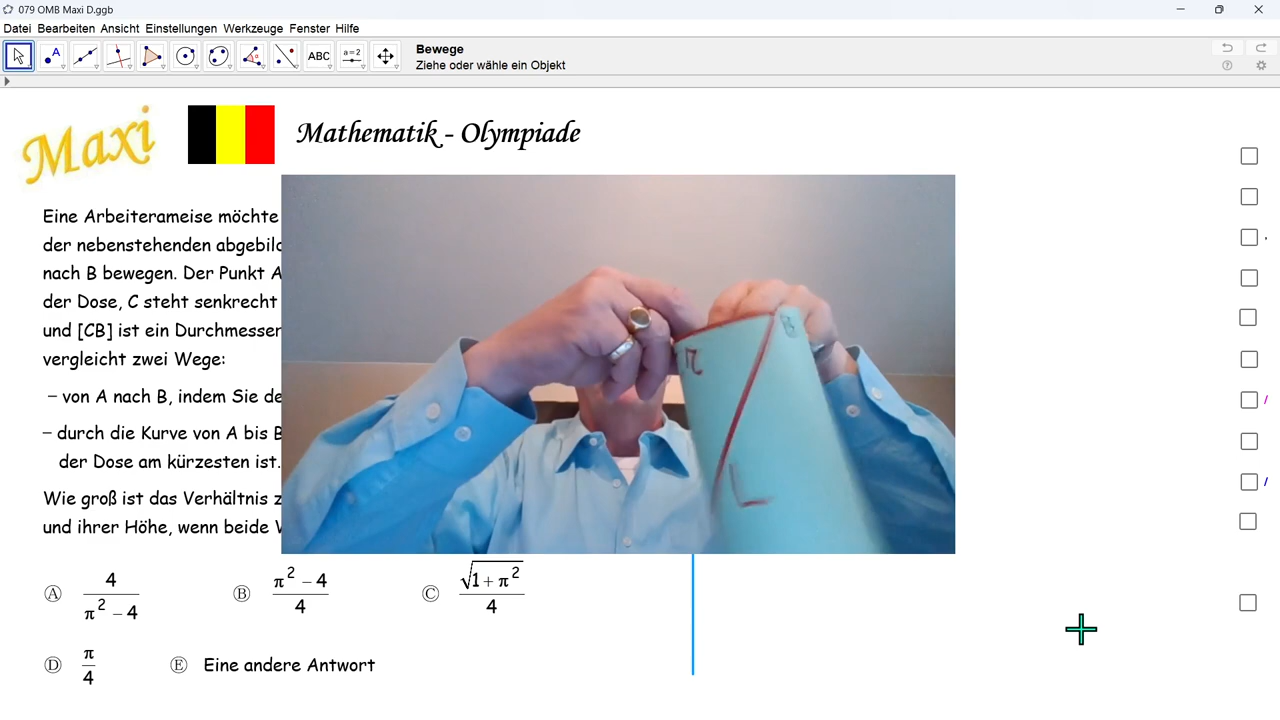 079 OMB Maxi D.ggb
Datei Bearbeiten Ansicht Einstellungen Werkzeuge Fenster Hilfe
ABC
a=2
A
Bewege
Ziehe oder wähle ein Objekt
Maxi
Mathematik - Olympiade
Eine Arbeiterameise möchte
der nebenstehenden
nach B bewegen. Der Punkt A
der Dose, C steht senkrecht
und [CB] ist ein Durchmesser
vergleicht zwei Wege:
– von A nach B, indem Sie
– durch die Kurve von A bis B
der Dose am kürzesten ist.
Wie groß ist das Verhältnis
und ihrer Höhe, wenn beide
B
L
Ⓐ 4 / (π² – 4) Ⓑ (π² – 4) / 4 Ⓒ √(1 + π²) / 4
Ⓓ π / 4 Ⓔ Eine andere Antwort